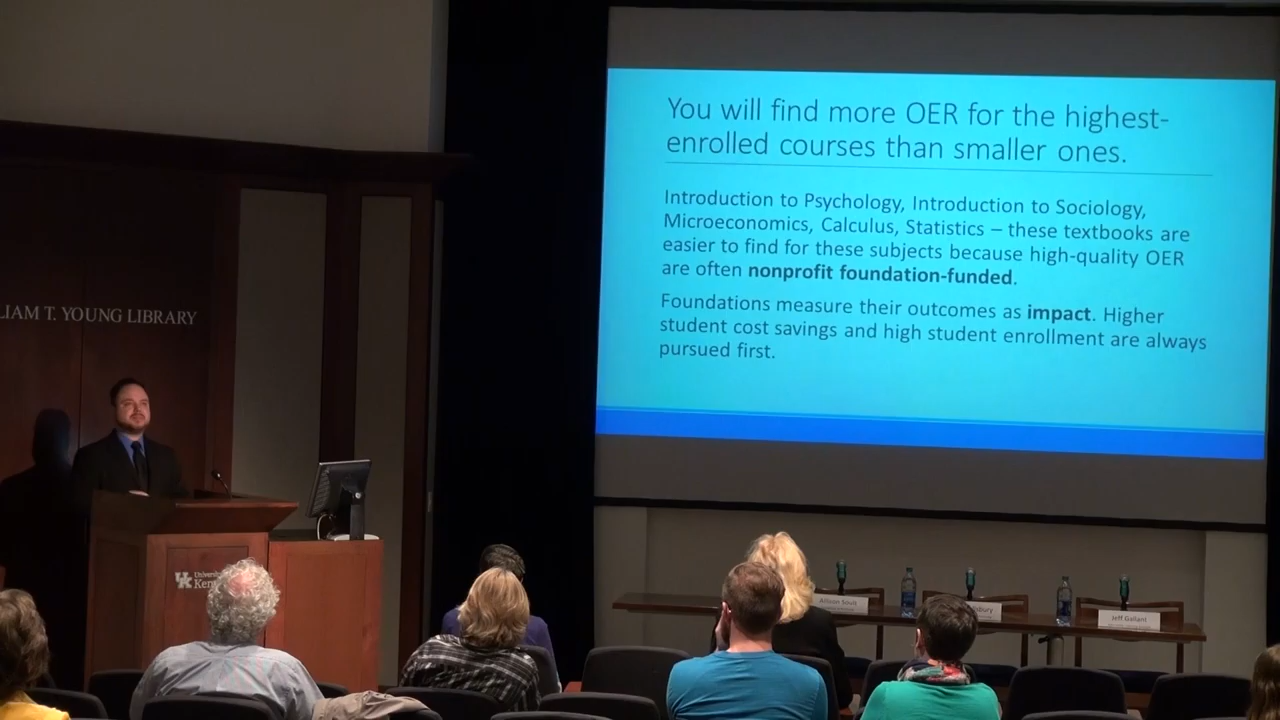 You will find more OER for the highest-
enrolled courses than smaller ones.
Introduction to Psychology, Introduction to Sociology,
Microeconomics, Calculus, Statistics – these textbooks are
easier to find for these subjects because high-quality OER
are often nonprofit foundation-funded.
Foundations measure their outcomes as impact. Higher
student cost savings and high student enrollment are always
pursued first.
LIAM T. YOUNG LIBRARY
UK
Jeff Gallant